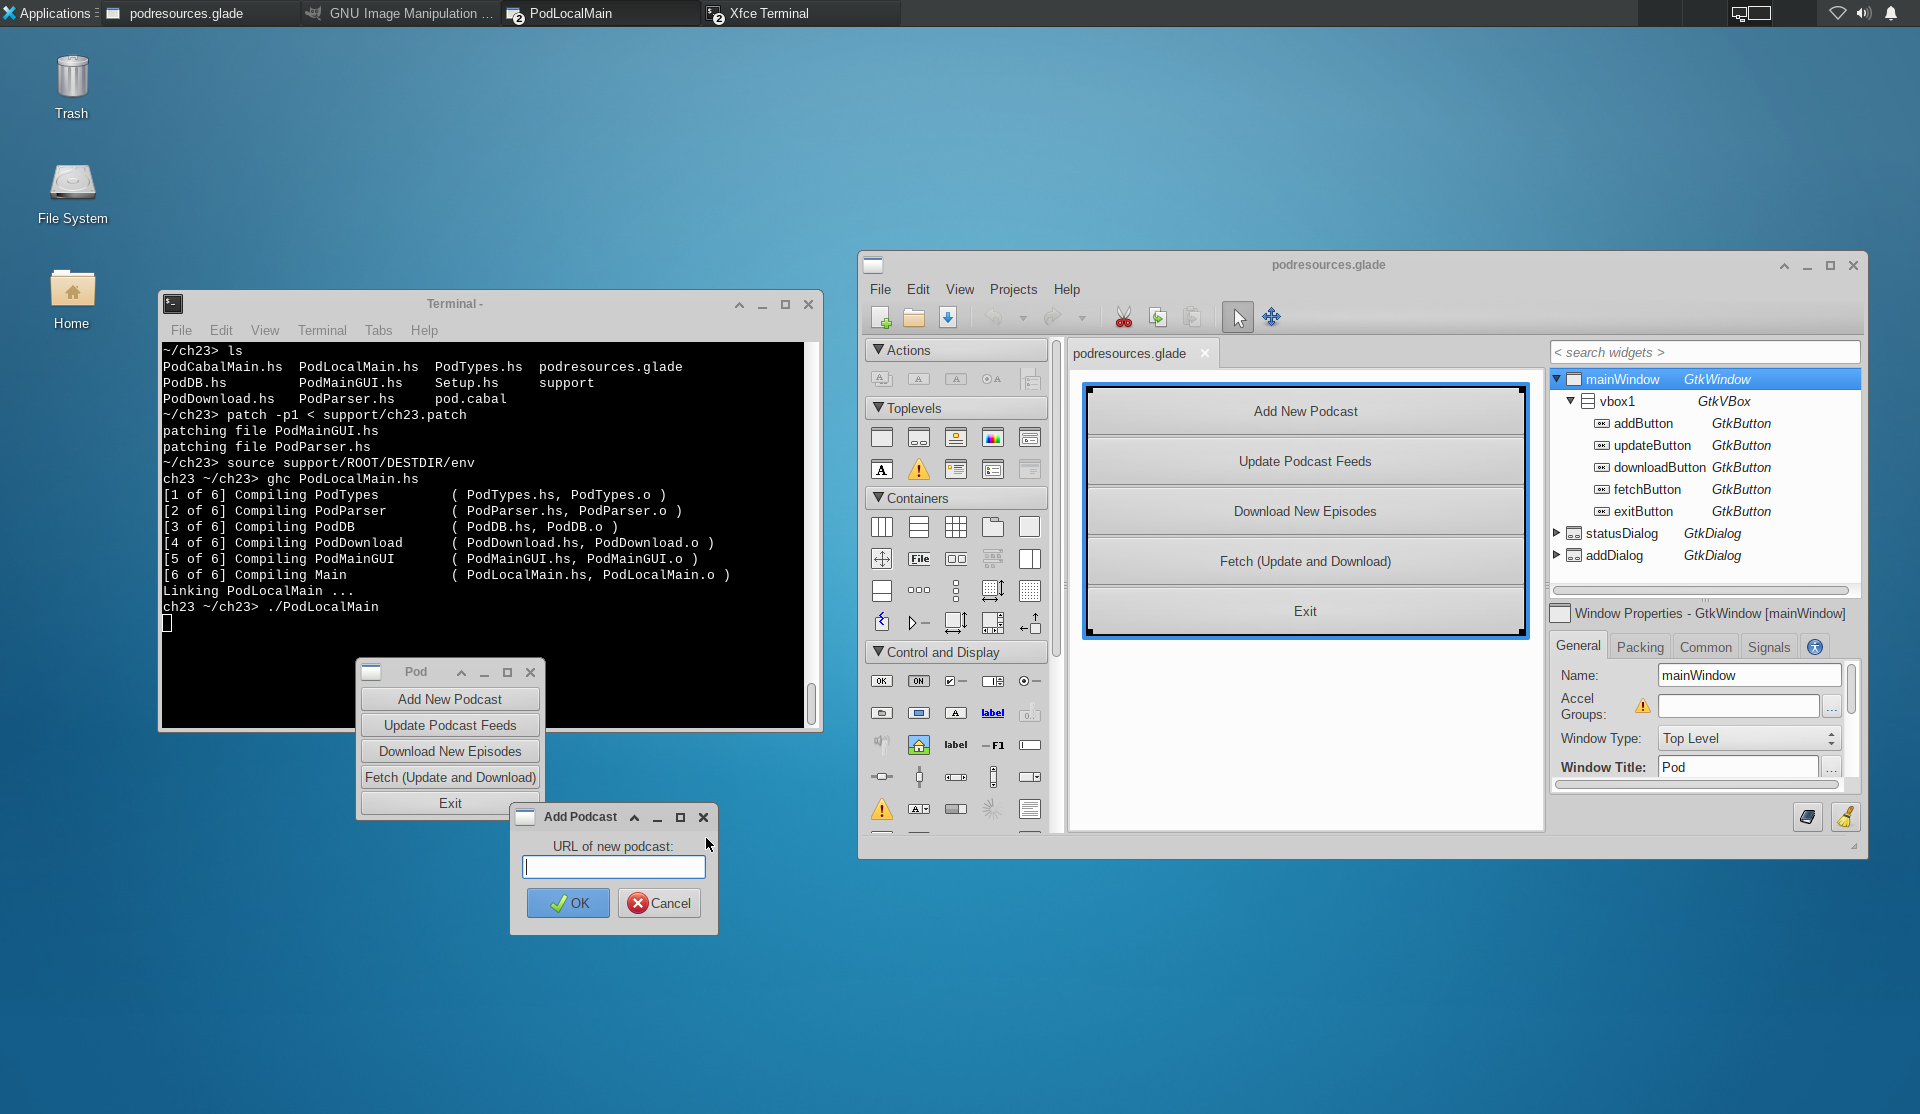 Applications
podresources.glade
GNU Image Manipulation ...
2
PodLocalMain
2
Xfce Terminal
Trash
File System
Home
Terminal -
File Edit View Terminal Tabs Help
~/ch23> ls
PodCabalMain.hs PodLocalMain.hs PodTypes.hs podresources.glade
PodDB.hs PodMainGUI.hs Setup.hs support
PodDownload.hs PodParser.hs pod.cabal
~/ch23> patch -p1 < support/ch23.patch
patching file PodMainGUI.hs
patching file PodParser.hs
~/ch23> source support/ROOT/DESTDIR/env
ch23 ~/ch23> ghc PodLocalMain.hs
[1 of 6] Compiling PodTypes ( PodTypes.hs, PodTypes.o )
[2 of 6] Compiling PodParser ( PodParser.hs, PodParser.o )
[3 of 6] Compiling PodDB ( PodDB.hs, PodDB.o )
[4 of 6] Compiling PodDownload ( PodDownload.hs, PodDownload.o )
[5 of 6] Compiling PodMainGUI ( PodMainGUI.hs, PodMainGUI.o )
[6 of 6] Compiling Main ( PodLocalMain.hs, PodLocalMain.o )
Linking PodLocalMain ...
ch23 ~/ch23> ./PodLocalMain
Pod
Add New Podcast
Update Podcast Feeds
Download New Episodes
Fetch (Update and Download)
Exit
Add Podcast
URL of new podcast:
OK Cancel
podresources.glade
File Edit View Projects Help
Actions
Toplevels
Containers
File
Control and Display
OK ON
label
label F1
podresources.glade
Add New Podcast
Update Podcast Feeds
Download New Episodes
Fetch (Update and Download)
Exit
< search widgets >
mainWindow GtkWindow
vbox1 GtkVBox
addButton GtkButton
updateButton GtkButton
downloadButton GtkButton
fetchButton GtkButton
exitButton GtkButton
statusDialog GtkDialog
addDialog GtkDialog
Window Properties - GtkWindow [mainWindow]
General Packing Common Signals
Name: mainWindow
Accel
Groups: ...
Window Type: Top Level
Window Title: Pod ...